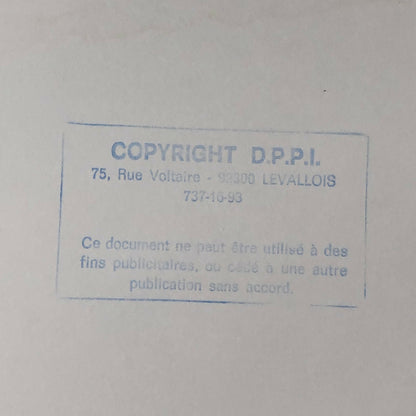 COPYRIGHT D.P.P.I.
75, Rue Voltaire - 92300 LEVALLOIS
737-16-93
Ce document ne peut être utilisé à des
fins publicitaires, ou cédé à une autre
publication sans accord.